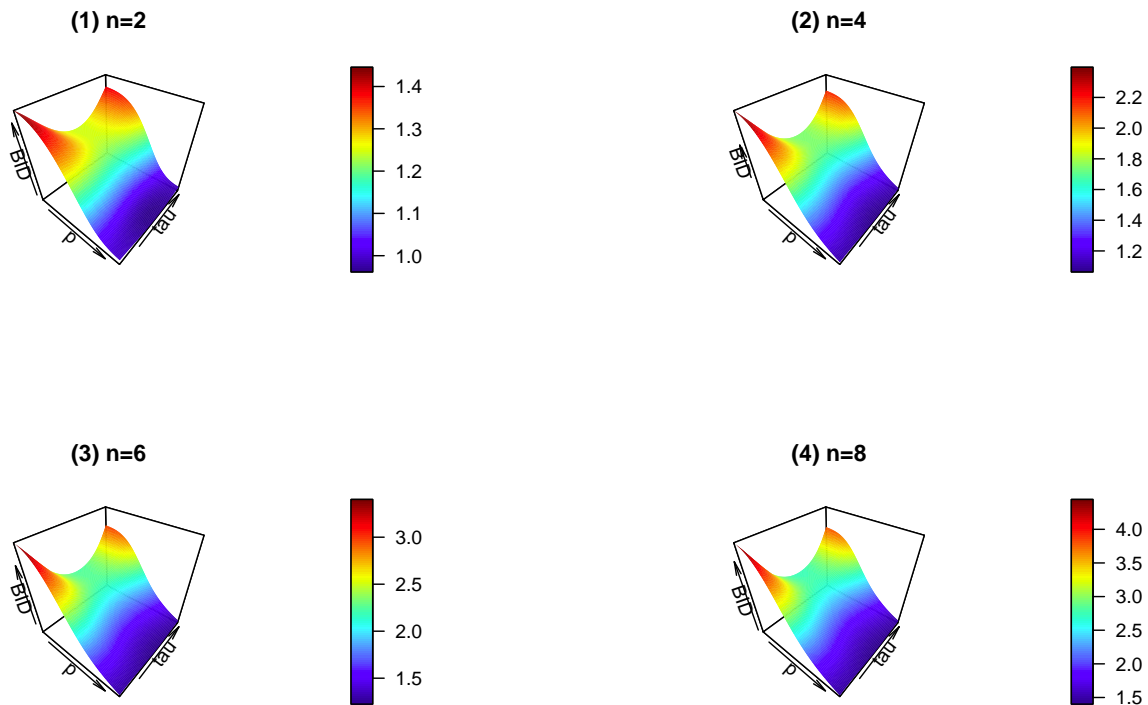 (1) n=2
BID
p
tau
1.4
1.3
1.2
1.1
1.0
(2) n=4
BID
p
tau
2.2
2.0
1.8
1.6
1.4
1.2
(3) n=6
BID
p
tau
3.0
2.5
2.0
1.5
(4) n=8
BID
p
tau
4.0
3.5
3.0
2.5
2.0
1.5